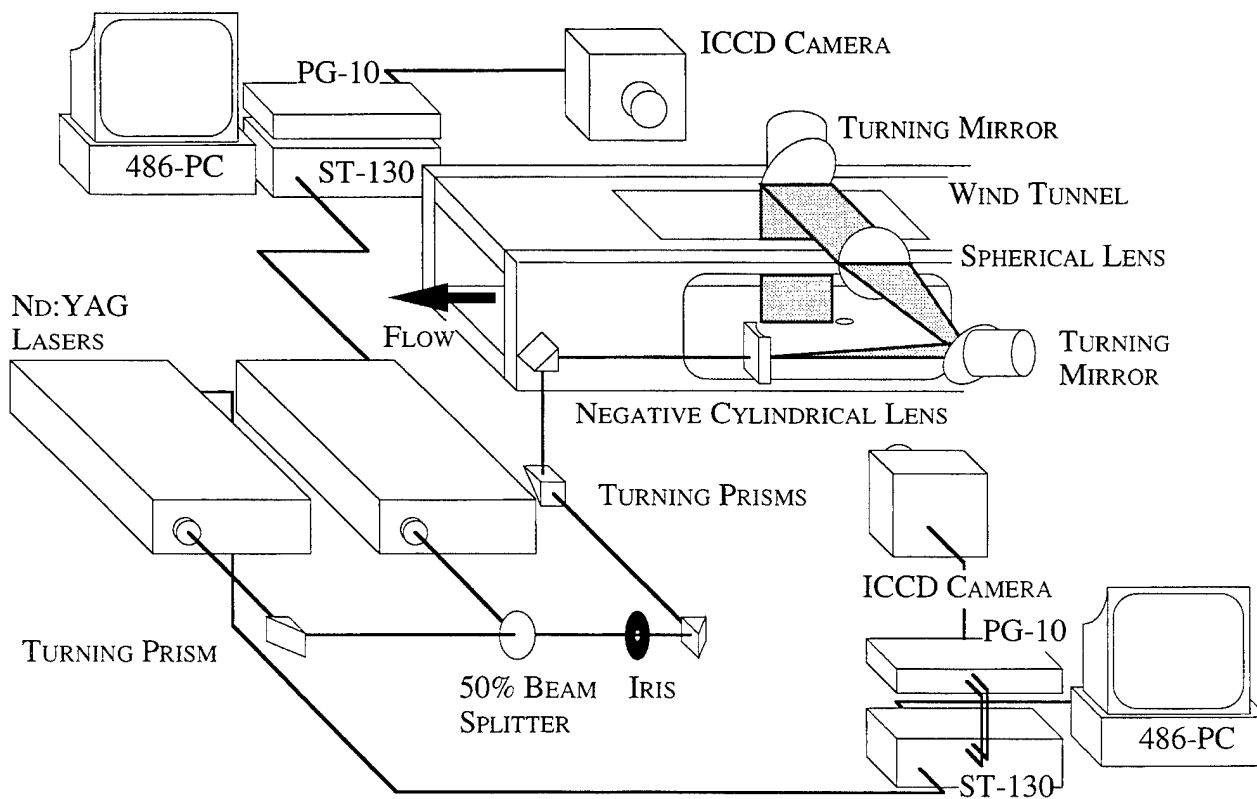 ICCD CAMERA
PG-10
TURNING MIRROR
486-PC
ST-130
WIND TUNNEL
SPHERICAL LENS
ND:YAG
LASERS
FLOW
TURNING
MIRROR
NEGATIVE CYLINDRICAL LENS
TURNING PRISMS
ICCD CAMERA
PG-10
TURNING PRISM
50% BEAM
SPLITTER
IRIS
486-PC
ST-130